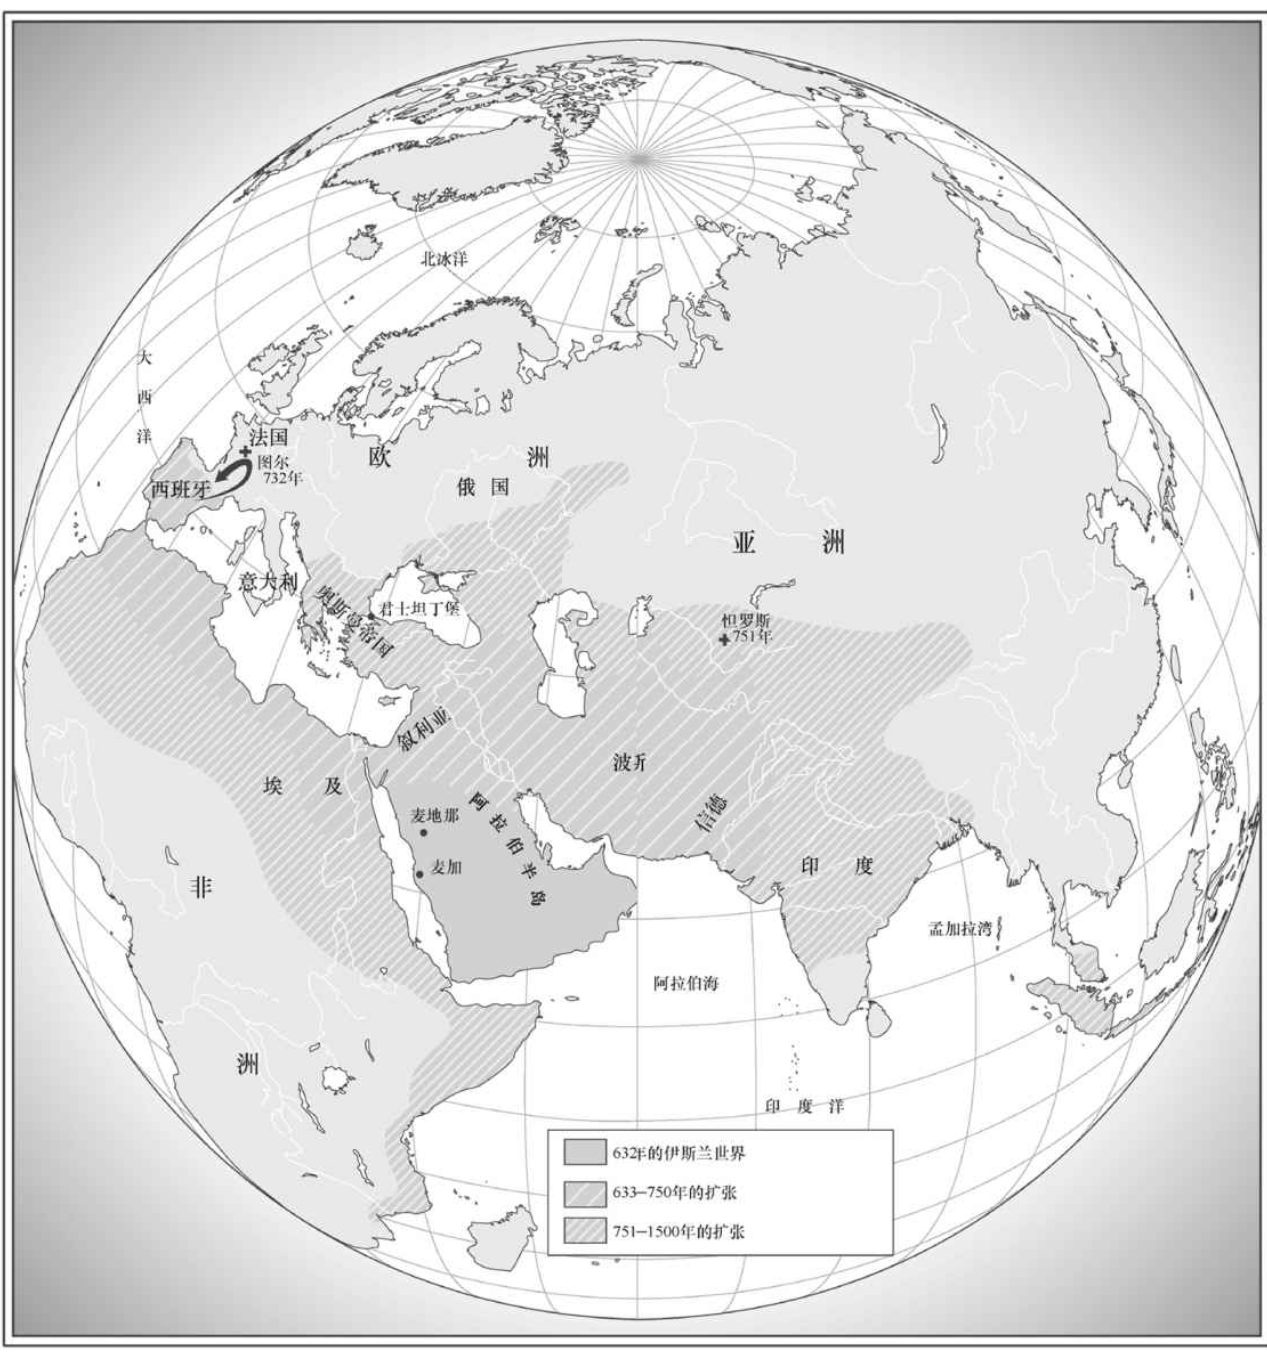 北冰洋
大西洋
法国
图尔
732年
西班牙
欧洲
俄国
亚洲
意大利
奥斯曼帝国
君士坦丁堡
怛罗斯
751年
叙利亚
波斤
埃及
麦地那
阿拉伯半岛
信德
麦加
印度
非洲
孟加拉湾
阿拉伯海
印度洋
632年的伊斯兰世界
633–750年的扩张
751–1500年的扩张